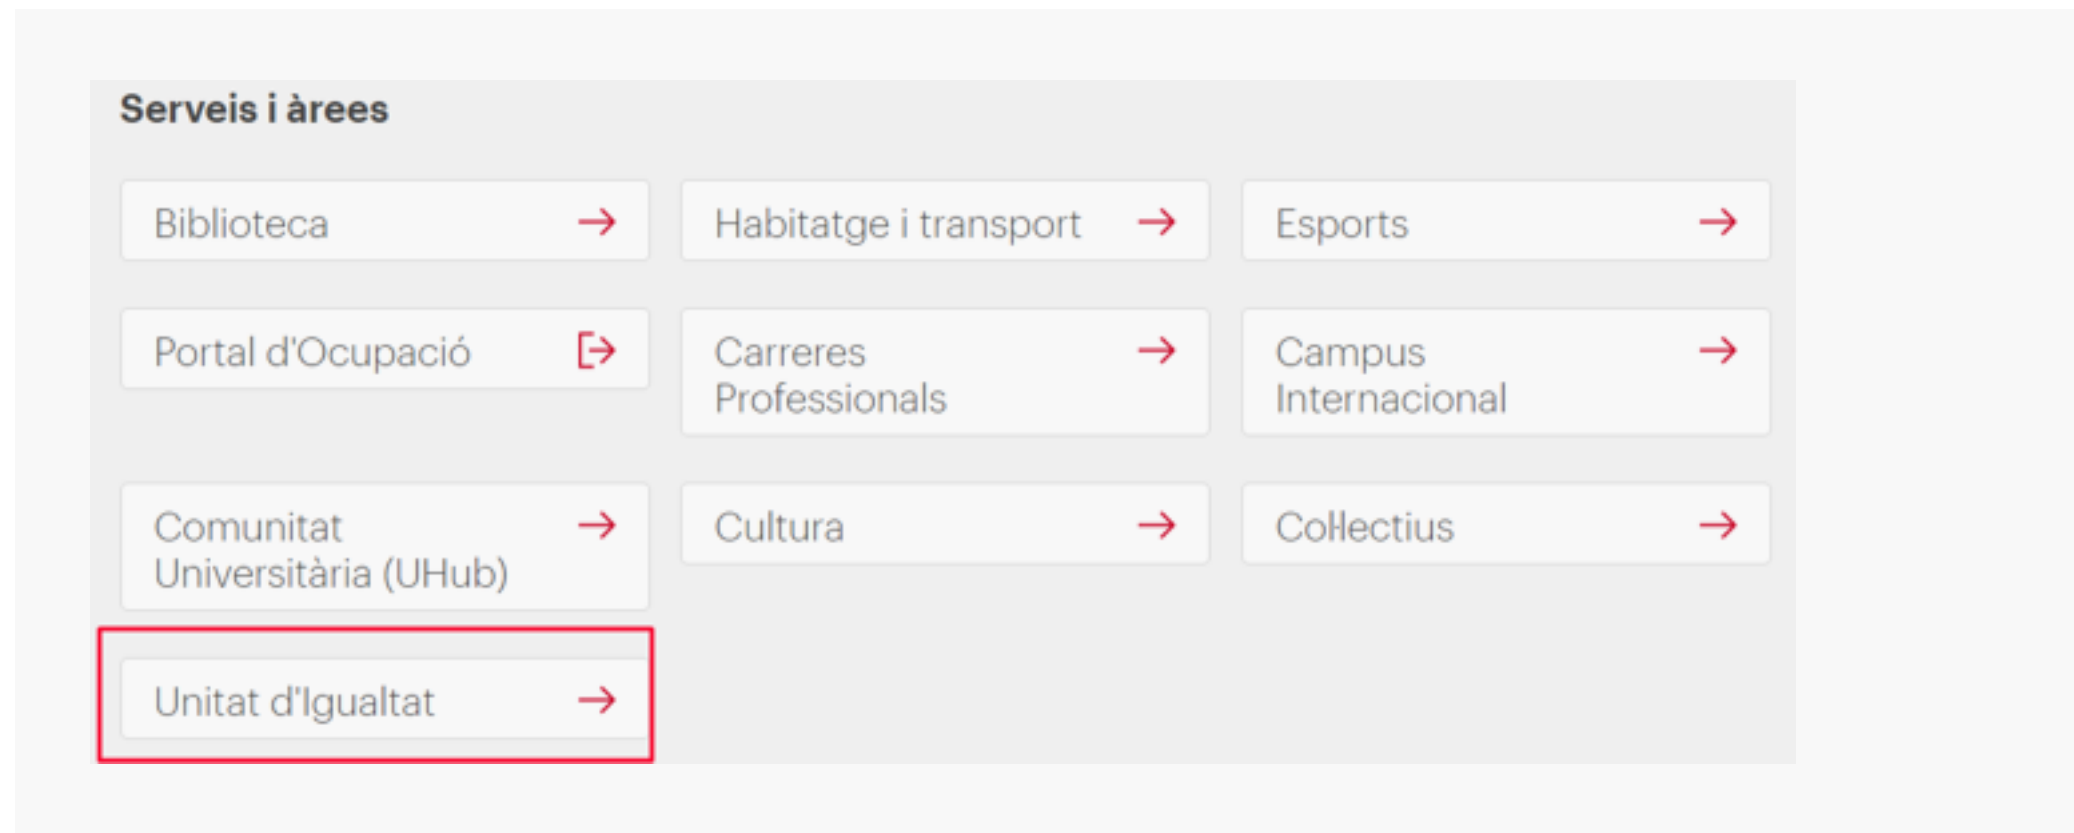 Serveis i àrees
Biblioteca
Habitatge i transport
Esports
Portal d'Ocupació
Carreres
Professionals
Campus
Internacional
Comunitat
Universitària (UHub)
Cultura
Col·lectius
Unitat d'Igualtat